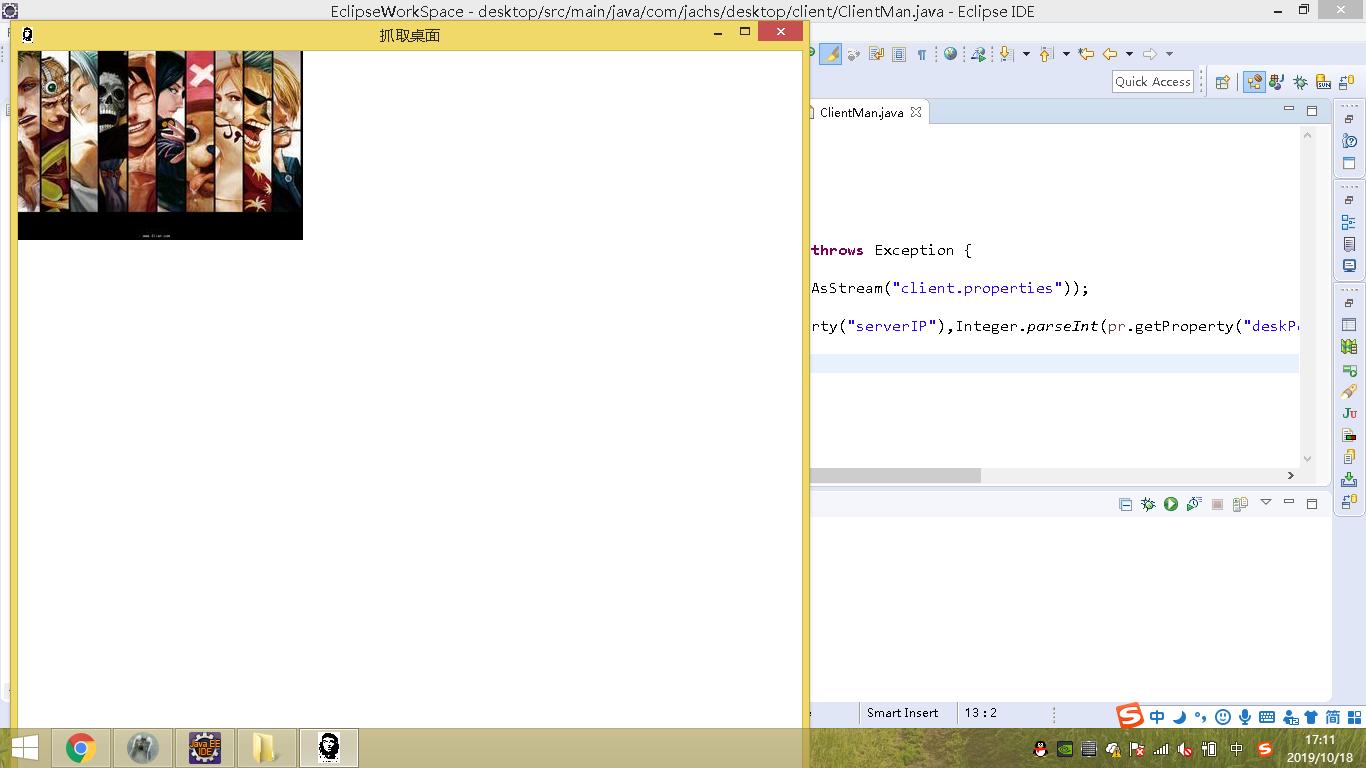 EclipseWorkSpace - desktop/src/main/java/com/jachs/desktop/client/ClientMan.java - Eclipse IDE
抓取桌面
Quick Access
ClientMan.java
throws Exception {
AsStream("client.properties"));
rty("serverIP"),Integer.parseInt(pr.getProperty("deskP
Smart Insert
13 : 2
中
简
Java EE
IDE
中
17:11
2019/10/18